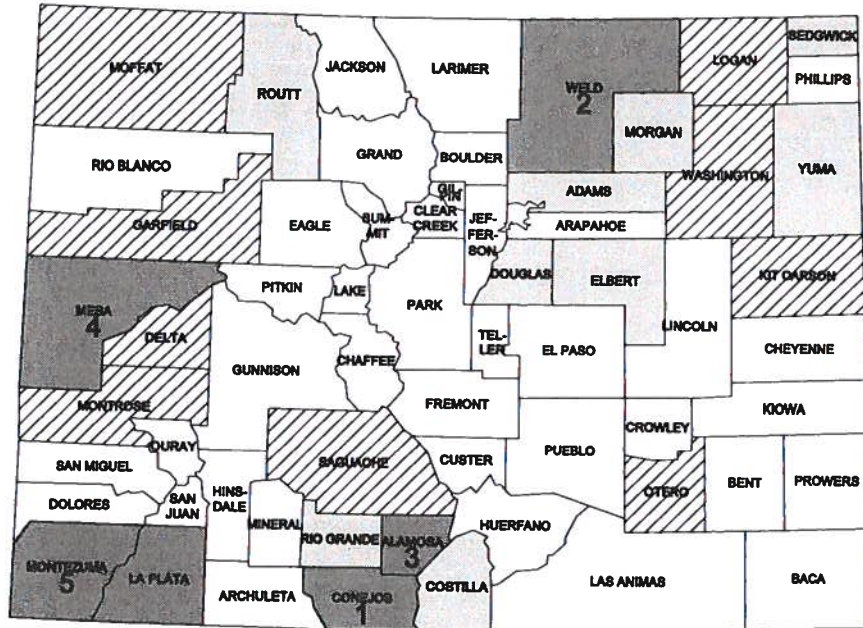 MOFFAT
ROUTT
JACKSON
LARIMER
WELD
2
LOGAN
SEDGWICK
PHILLIPS
MORGAN
WASHINGTON
YUMA
RIO BLANCO
GRAND
BOULDER
GIL-
PIN
CLEAR
CREEK
ADAMS
ARAPAHOE
GARFIELD
EAGLE
SUM-
MIT
JEF-
FER-
SON
DOUGLAS
ELBERT
KIT CARSON
MESA
4
PITKIN
LAKE
PARK
LINCOLN
DELTA
GUNNISON
CHAFFEE
TEL-
LER
EL PASO
CHEYENNE
MONTROSE
OURAY
FREMONT
CROWLEY
KIOWA
SAN MIGUEL
SAGUACHE
CUSTER
PUEBLO
OTERO
BENT
PROWERS
DOLORES
SAN
JUAN
HINS-
DALE
MINERAL
RIO GRANDE
ALAMOSA
3
HUERFANO
MONTEZUMA
5
LA PLATA
ARCHULETA
CONEJOS
1
COSTILLA
LAS ANIMAS
BACA